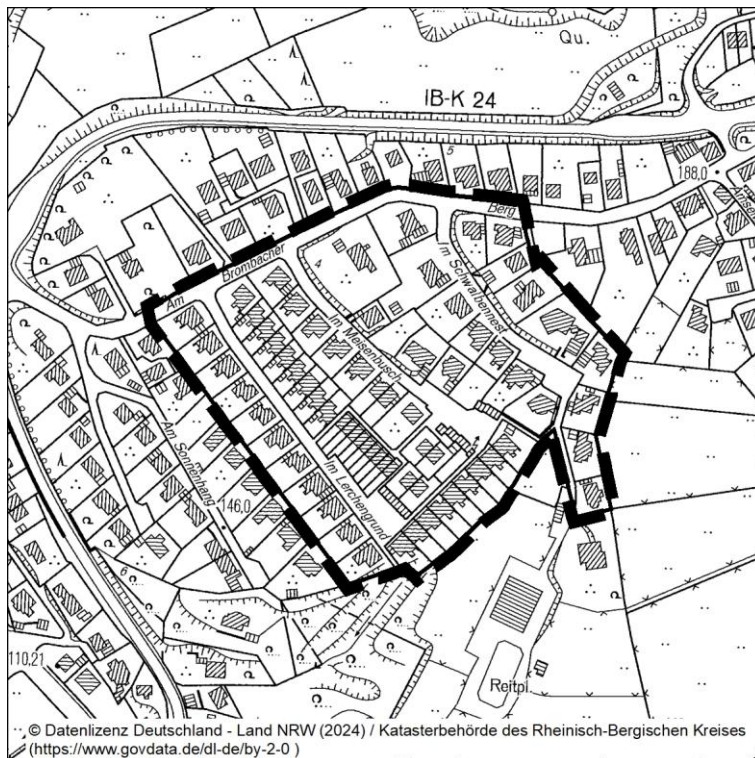 Qu.
IB-K 24
5
188,0
Berg
Brombacher
Am
4
In Schwalbennest
Im Meisenbusch
Am Sonnenhang
146,0
Im Lerchengrund
6
110,21
Reitpl.
© Datenlizenz Deutschland - Land NRW (2024) / Katasterbehörde des Rheinisch-Bergischen Kreises
(https://www.govdata.de/dl-de/by-2-0 )